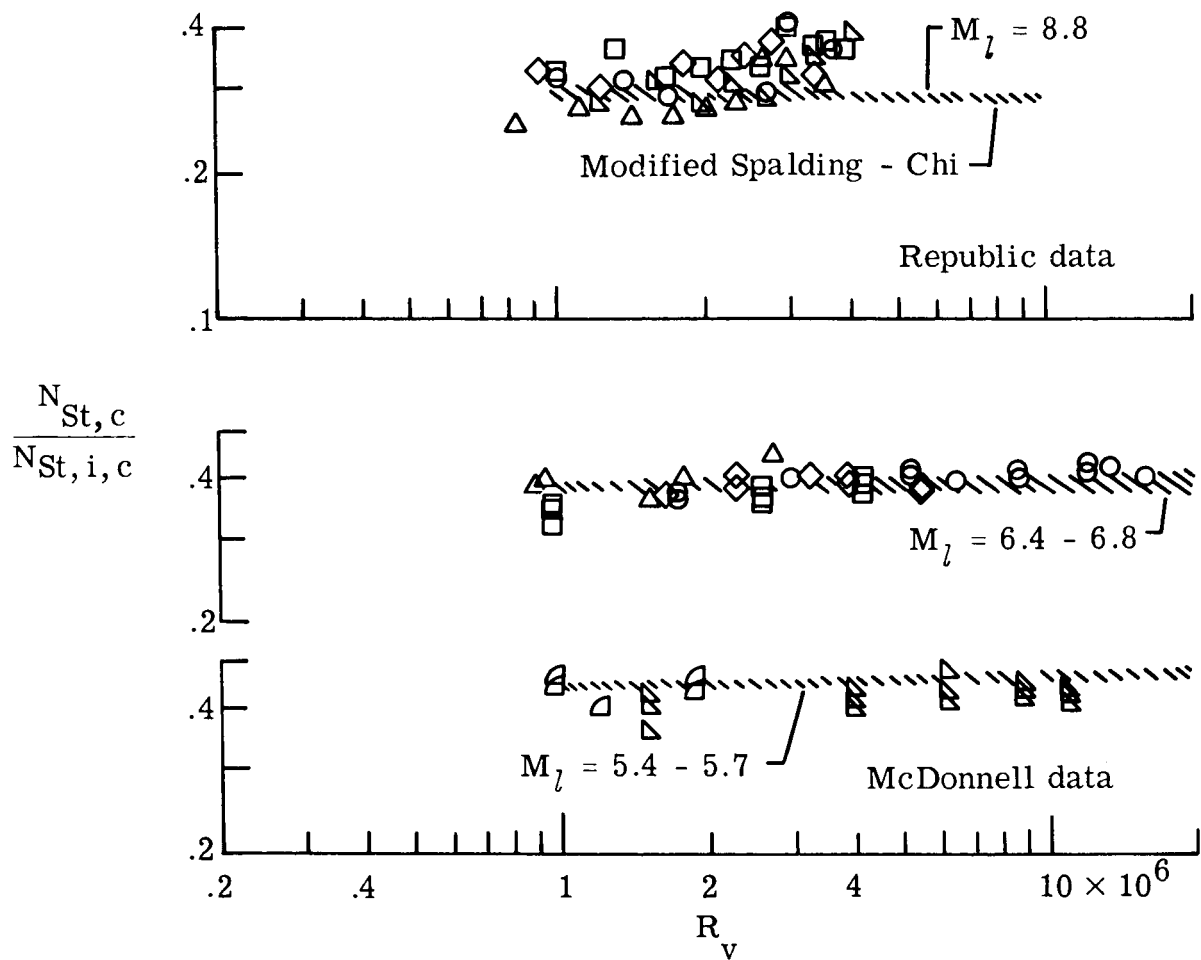 .4
M_l = 8.8
Modified Spalding - Chi
.2
Republic data
.1
N_St, c
N_St, i, c
.4
M_l = 6.4 - 6.8
.2
.4
M_l = 5.4 - 5.7
McDonnell data
.2
.2 1 2 4 10 × 10^6
R_v